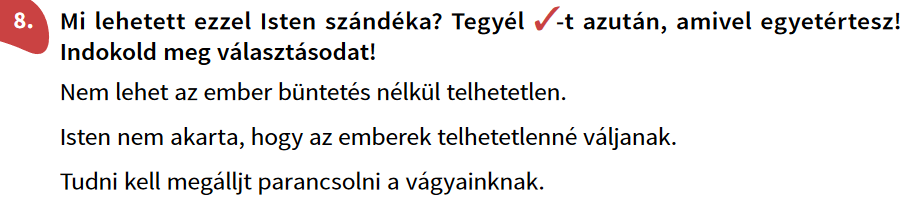 8. Mi lehetett ezzel Isten szándéka? Tegyél ✓-t azután, amivel egyetértesz!
Indokold meg választásodat!
Nem lehet az ember büntetés nélkül telhetetlen.
Isten nem akarta, hogy az emberek telhetetlenné váljanak.
Tudni kell megálljt parancsolni a vágyainknak.